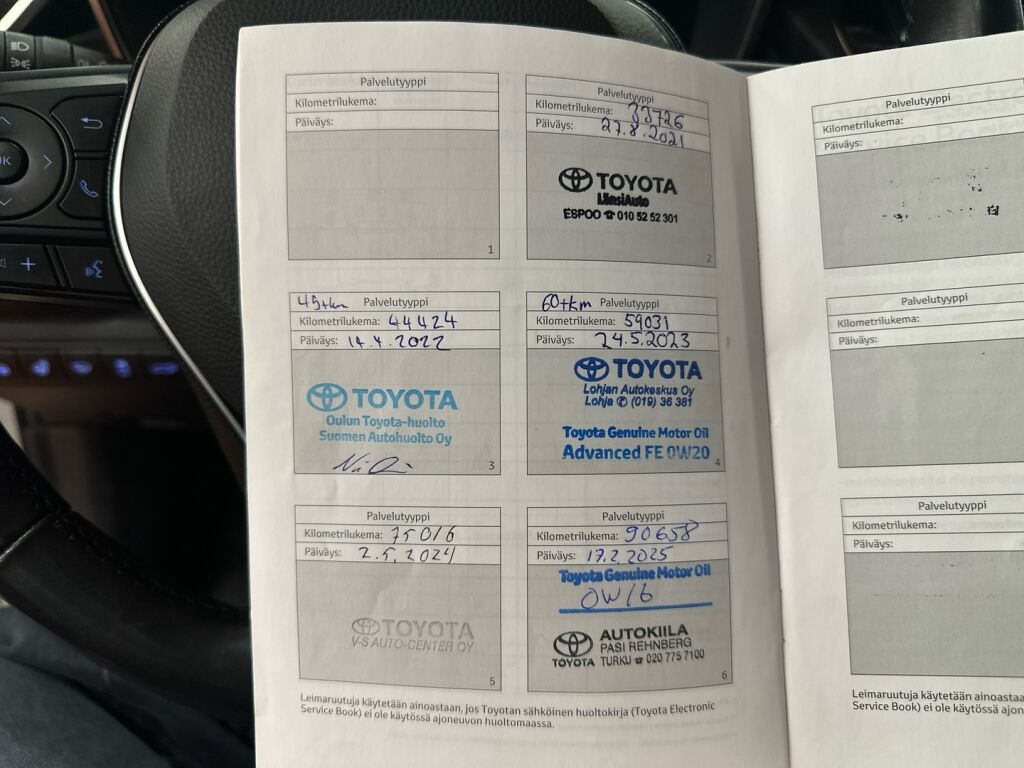 OK
Palvelutyyppi
Kilometrilukema:
Päiväys:
1
Palvelutyyppi
Kilometrilukema: 33726
Päiväys: 27.8.2021
TOYOTA
LänsiAuto
ESPOO ☎ 010 52 52 301
2
45tkm Palvelutyyppi
Kilometrilukema: 44424
Päiväys: 14.4.2022
TOYOTA
Oulun Toyota-huolto
Suomen Autohuolto Oy
3
60tkm Palvelutyyppi
Kilometrilukema: 59031
Päiväys: 24.5.2023
TOYOTA
Lohjan Autokeskus Oy
Lohja ✆ (019) 36 381
Toyota Genuine Motor Oil
Advanced FE 0W20
4
Palvelutyyppi
Kilometrilukema: 75016
Päiväys: 2.5.2024
TOYOTA
V-S AUTO-CENTER OY
5
Palvelutyyppi
Kilometrilukema: 90658
Päiväys: 17.2.2025
Toyota Genuine Motor Oil
0W16
AUTOKIILA
PASI REHNBERG
TOYOTA TURKU ☎ 020 775 7100
6
Leimaruutuja käytetään ainoastaan, jos Toyotan sähköinen huoltokirja (Toyota Electronic
Service Book) ei ole käytössä ajoneuvon huoltomaassa.
Palvelutyyppi
Kilometrilukema:
Päiväys:
Palvelutyyppi
Kilometrilukema:
Päiväys:
Palvelutyyppi
Kilometrilukema:
Päiväys:
Leimaruutuja käytetään ainoastaan,
Service Book) ei ole käytössä